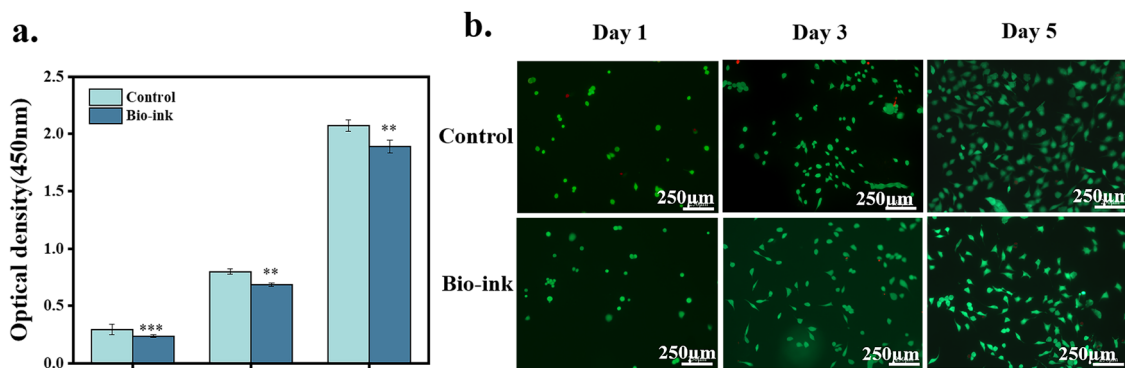 a.
Optical density(450nm)
2.5
2.0
1.5
1.0
0.5
0.0
Control
Bio-ink
***
**
**
b.
Day 1
Day 3
Day 5
Control
250μm
250μm
250μm
Bio-ink
250μm
250μm
250μm